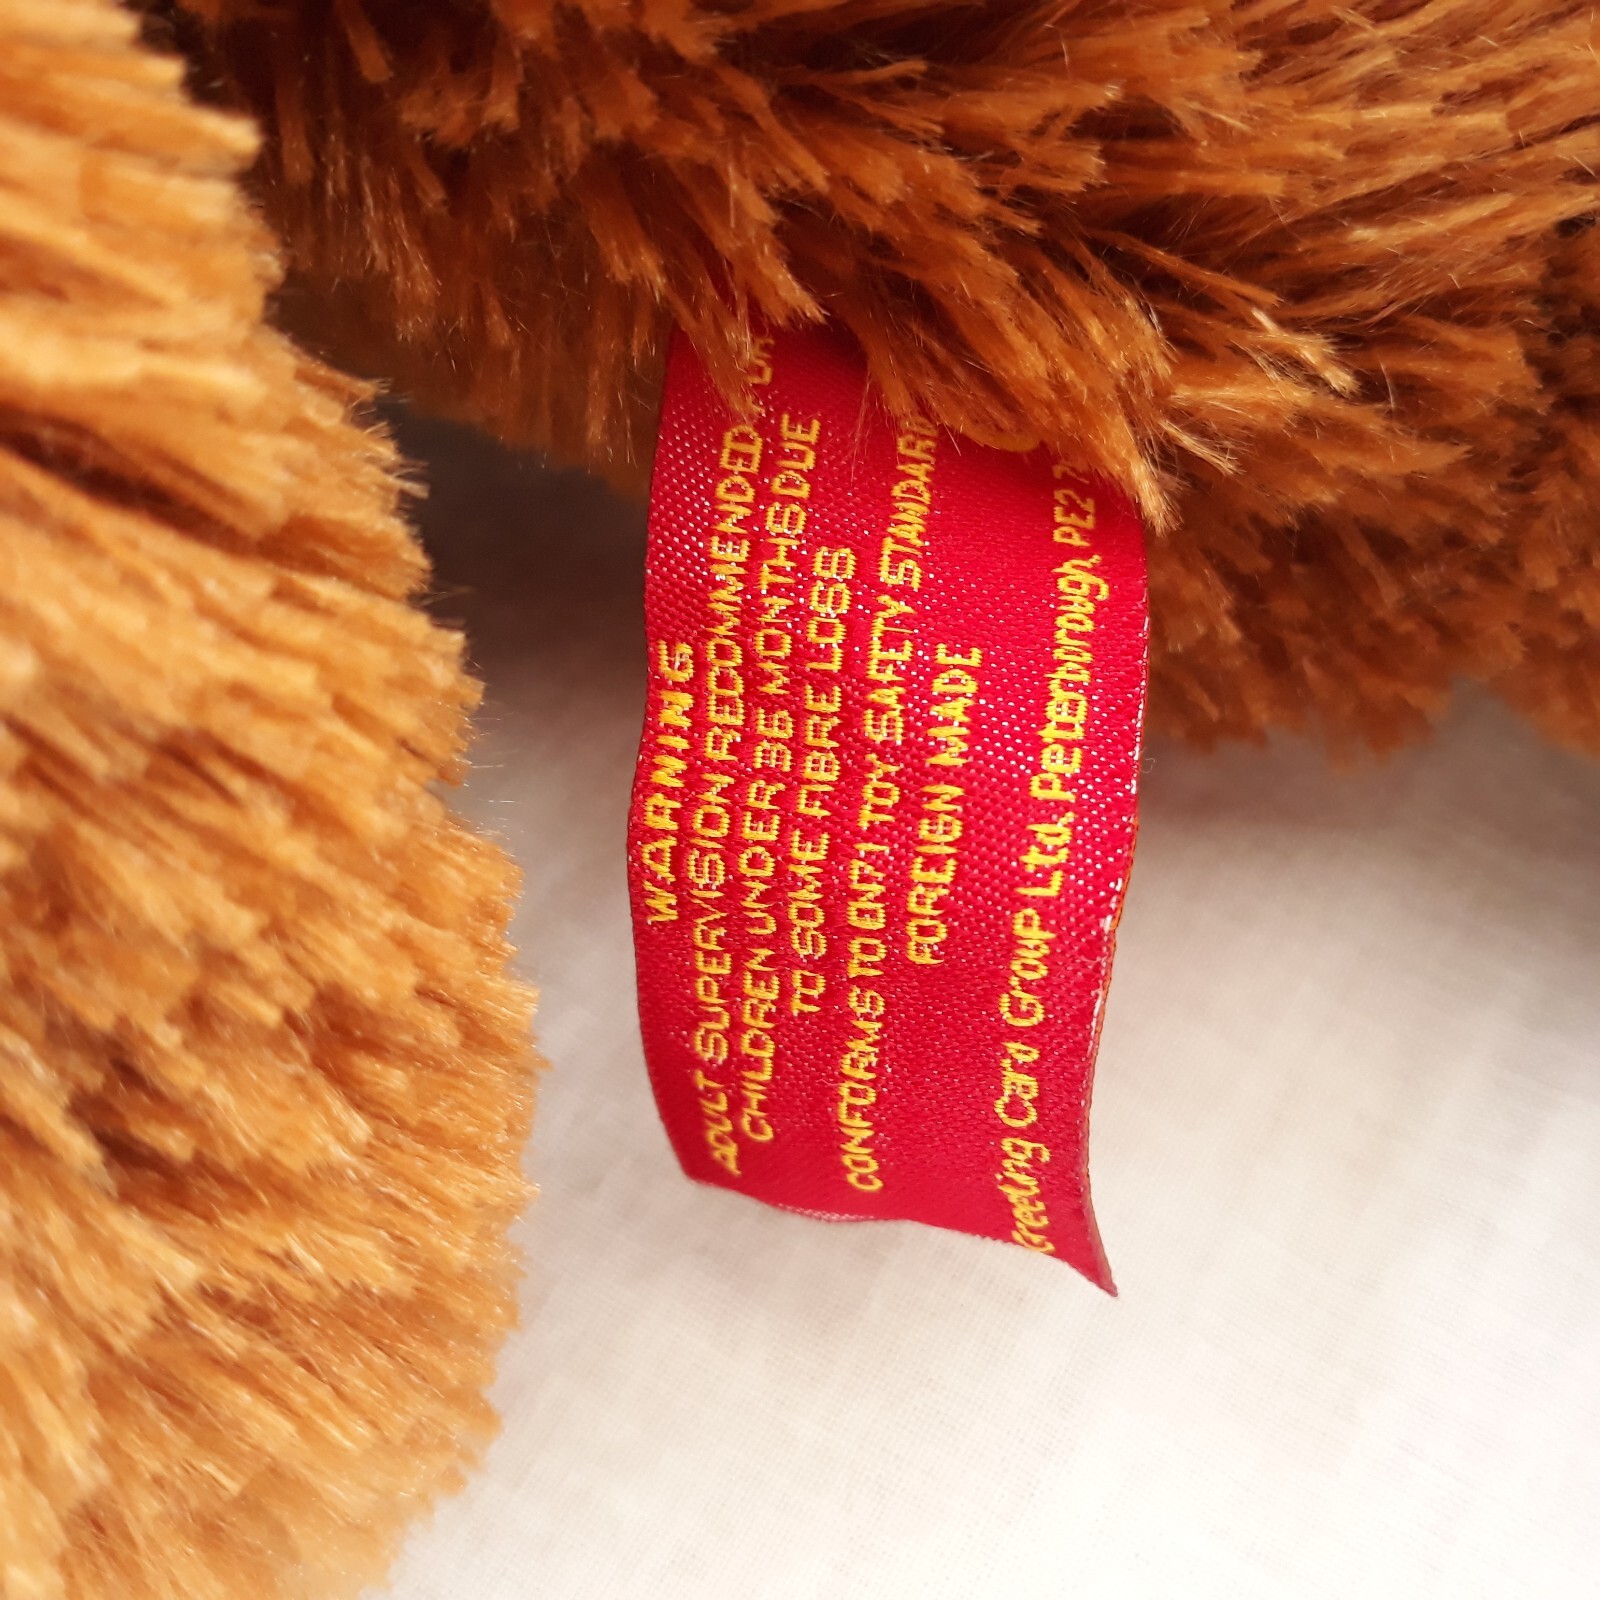 WARNING
ADULT SUPERVISION RECOMMENDED.
CHILDREN UNDER 36 MONTHS DUE
TO SOME FIBRE LOSS
CONFORMS TO EN71 TOY SAFETY STANDARD
FOREIGN MADE
Greeting Card Group Ltd, Peterborough, PE2 7